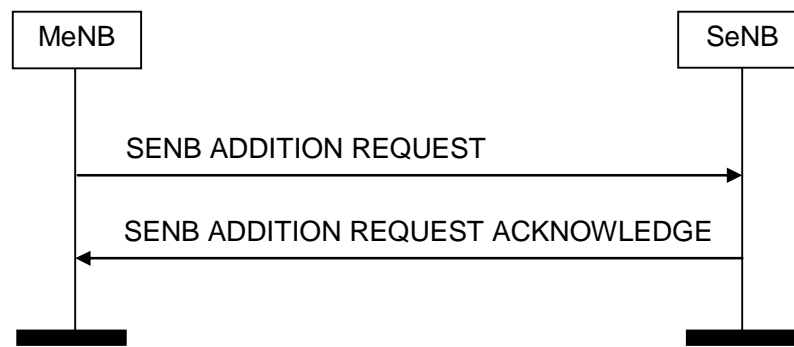 MeNB
SeNB
SENB ADDITION REQUEST
SENB ADDITION REQUEST ACKNOWLEDGE